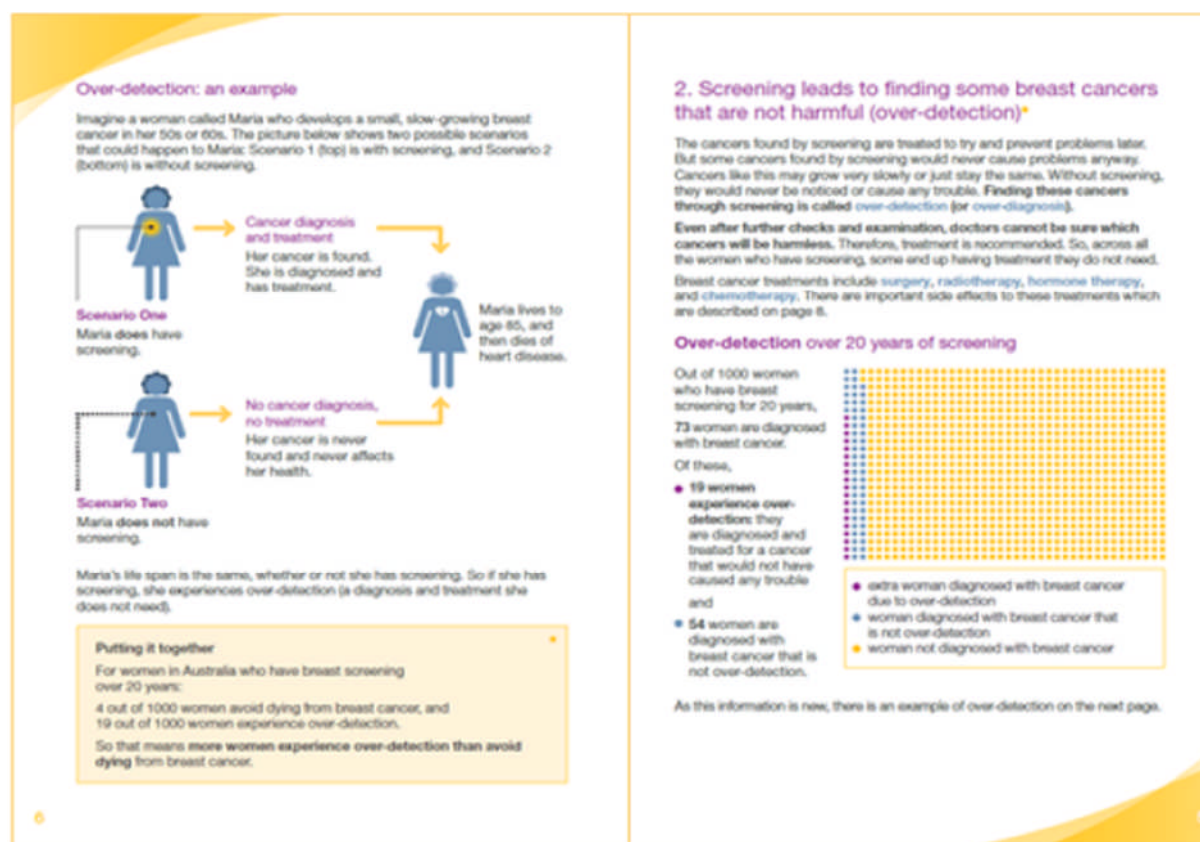 Over-detection: an example
Imagine a woman called Maria who develops a small, slow-growing breast
cancer in her 50s or 60s. The picture below shows two possible scenarios
that could happen to Maria: Scenario 1 (top) is with screening, and Scenario 2
(bottom) is without screening.
Cancer diagnosis
and treatment
Her cancer is found.
She is diagnosed and
has treatment.
Scenario One
Maria does have
screening.
Maria lives to
age 85, and
then dies of
heart disease.
No cancer diagnosis,
no treatment
Her cancer is never
found and never affects
her health.
Scenario Two
Maria does not have
screening.
Maria's life span is the same, whether or not she has screening. So if she has
screening, she experiences over-detection (a diagnosis and treatment she
does not need).
Putting it together
For women in Australia who have breast screening
over 20 years:
4 out of 1000 women avoid dying from breast cancer, and
19 out of 1000 women experience over-detection.
So that means more women experience over-detection than avoid
dying from breast cancer.
6
2. Screening leads to finding some breast cancers
that are not harmful (over-detection)*
The cancers found by screening are treated to try and prevent problems later.
But some cancers found by screening would never cause problems anyway.
Cancers like this may grow very slowly or just stay the same. Without screening,
they would never be noticed or cause any trouble. Finding these cancers
through screening is called over-detection (or over-diagnosis).
Even after further checks and examination, doctors cannot be sure which
cancers will be harmless. Therefore, treatment is recommended. So, across all
the women who have screening, some end up having treatment they do not need.
Breast cancer treatments include surgery, radiotherapy, hormone therapy,
and chemotherapy. There are important side effects to these treatments which
are described on page 8.
Over-detection over 20 years of screening
Out of 1000 women
who have breast
screening for 20 years,
73 women are diagnosed
with breast cancer.
Of these,
• 19 women
experience over-
detection: they
are diagnosed and
treated for a cancer
that would not have
caused any trouble
and
• 54 women are
diagnosed with
breast cancer that is
not over-detection.
• extra woman diagnosed with breast cancer
due to over-detection
• woman diagnosed with breast cancer that
is not over-detection
• woman not diagnosed with breast cancer
As this information is new, there is an example of over-detection on the next page.